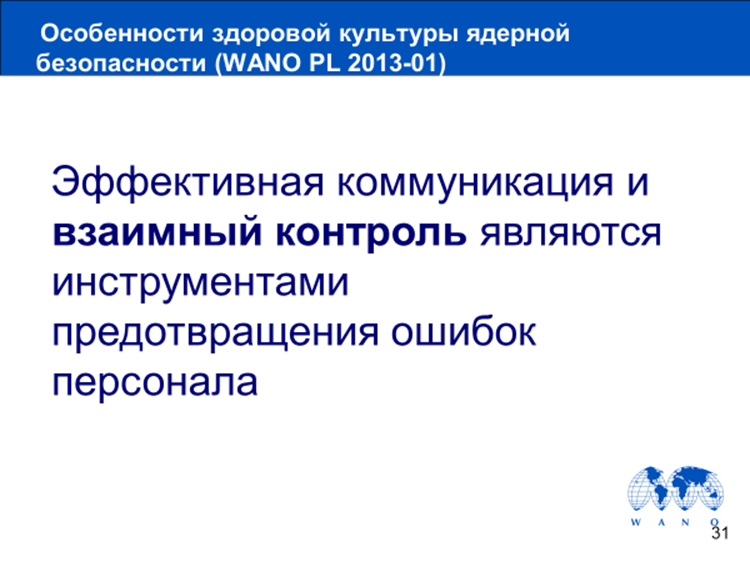 Особенности здоровой культуры ядерной
безопасности (WANO PL 2013-01)
Эффективная коммуникация и
взаимный контроль являются
инструментами
предотвращения ошибок
персонала
WANO
31